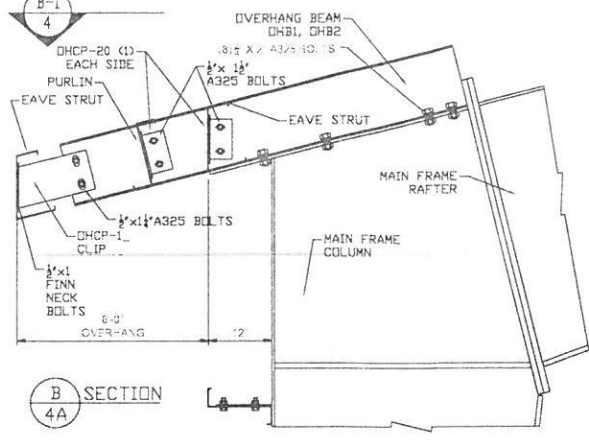 B-1
4
OVERHANG BEAM
OHB1, OHB2
A325 BOLTS
OHCP-20 (1)
EACH SIDE
½"x 1¼"
A325 BOLTS
PURLIN
EAVE STRUT
EAVE STRUT
MAIN FRAME
RAFTER
½"x1¼"A325 BOLTS
OHCP-1_
CLIP
MAIN FRAME
COLUMN
½"x1
FINN
NECK
BOLTS
6'-0"
OVERHANG
12
B
4A
SECTION